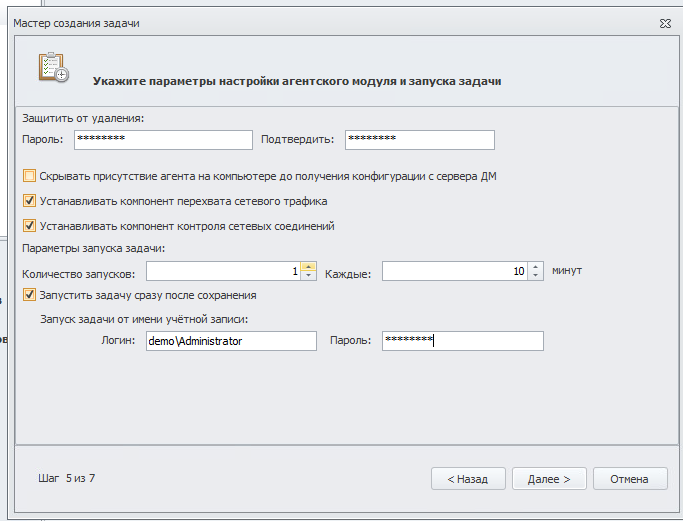 Мастер создания задачи
Укажите параметры настройки агентского модуля и запуска задачи
Защитить от удаления:
Пароль: ******** Подтвердить: ********
Скрывать присутствие агента на компьютере до получения конфигурации с сервера ДМ
Устанавливать компонент перехвата сетевого трафика
Устанавливать компонент контроля сетевых соединений
Параметры запуска задачи:
Количество запусков: 1 Каждые: 10 минут
Запустить задачу сразу после сохранения
Запуск задачи от имени учётной записи:
Логин: demo\Administrator Пароль: ********
Шаг 5 из 7 < Назад Далее > Отмена